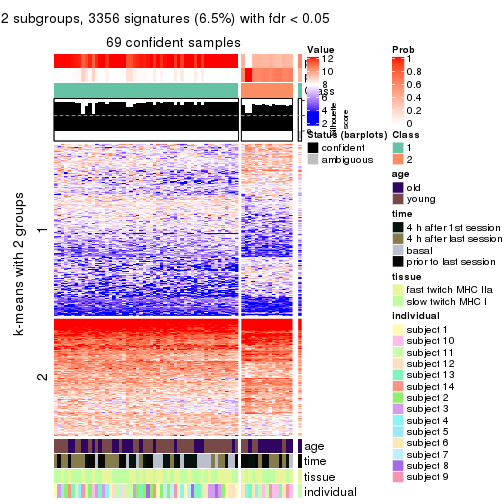 2 subgroups, 3356 signatures (6.5%) with fdr < 0.05
69 confident samples
k-means with 2 groups
1
2
p
p
Class
Silhouette
score
age
time
tissue
individual
Value
12
10
8
6
4
2
Status (barplots)
confident
ambiguous
Prob
1
0.8
0.6
0.4
0.2
0
Class
1
2
age
old
young
time
4 h after 1st session
4 h after last session
basal
prior to last session
tissue
fast twitch MHC IIa
slow twitch MHC I
individual
subject 1
subject 10
subject 11
subject 12
subject 13
subject 14
subject 2
subject 3
subject 4
subject 5
subject 6
subject 7
subject 8
subject 9